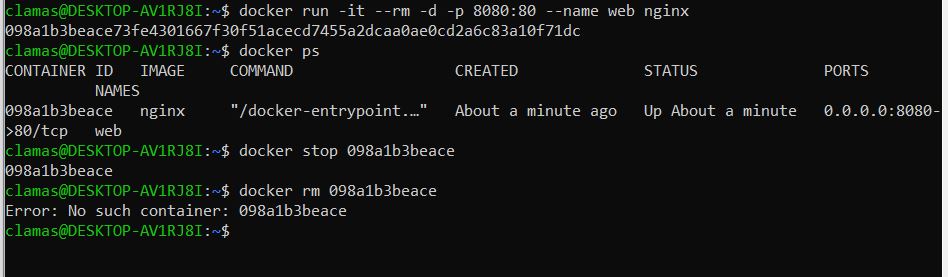 clamas@DESKTOP-AV1RJ8I:~$ docker run -it --rm -d -p 8080:80 --name web nginx
098a1b3beace73fe4301667f30f51acecd7455a2dcaa0ae0cd2a6c83a10f71dc
clamas@DESKTOP-AV1RJ8I:~$ docker ps
CONTAINER ID   IMAGE     COMMAND                  CREATED              STATUS              PORTS
         NAMES
098a1b3beace   nginx     "/docker-entrypoint.…"   About a minute ago   Up About a minute   0.0.0.0:8080-
>80/tcp   web
clamas@DESKTOP-AV1RJ8I:~$ docker stop 098a1b3beace
098a1b3beace
clamas@DESKTOP-AV1RJ8I:~$ docker rm 098a1b3beace
Error: No such container: 098a1b3beace
clamas@DESKTOP-AV1RJ8I:~$